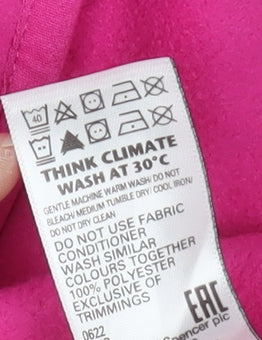 40
THINK CLIMATE
WASH AT 30°C
GENTLE MACHINE WARM WASH/ DO NOT
BLEACH/ MEDIUM TUMBLE DRY/ COOL IRON/
DO NOT DRY CLEAN
DO NOT USE FABRIC
CONDITIONER
WASH SIMILAR
COLOURS TOGETHER
100% POLYESTER
EXCLUSIVE OF
TRIMMINGS
EAC
0622
Spencer plc